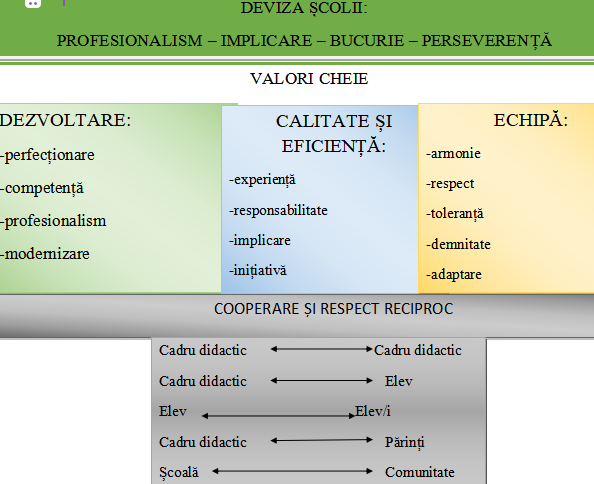 DEVIZA ȘCOLII:
PROFESIONALISM – IMPLICARE – BUCURIE – PERSEVERENȚĂ
VALORI CHEIE
DEZVOLTARE:
-perfecționare
-competență
-profesionalism
-modernizare
CALITATE ȘI
EFICIENȚĂ:
-experiență
-responsabilitate
-implicare
-inițiativă
ECHIPĂ:
-armonie
-respect
-toleranță
-demnitate
-adaptare
COOPERARE ȘI RESPECT RECIPROC
Cadru didactic Cadru didactic
Cadru didactic Elev
Elev Elev/i
Cadru didactic Părinți
Școală Comunitate